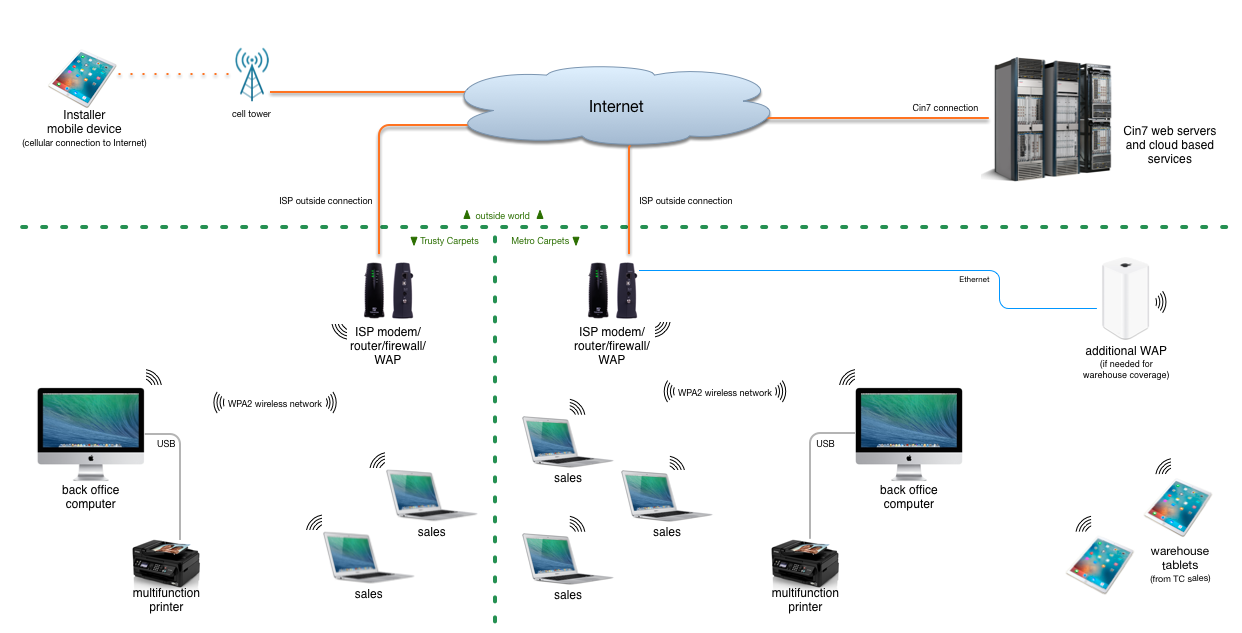 Installer
mobile device
(cellular connection to Internet)
cell tower
Internet
Cin7 connection
Cin7 web servers
and cloud based
services
ISP outside connection
ISP outside connection
outside world
Trusty Carpets
Metro Carpets
Ethernet
ISP modem/
router/firewall/
WAP
ISP modem/
router/firewall/
WAP
additional WAP
(if needed for
warehouse coverage)
WPA2 wireless network
WPA2 wireless network
USB
back office
computer
sales
sales
multifunction
printer
sales
sales
sales
USB
back office
computer
multifunction
printer
warehouse
tablets
(from TC sales)